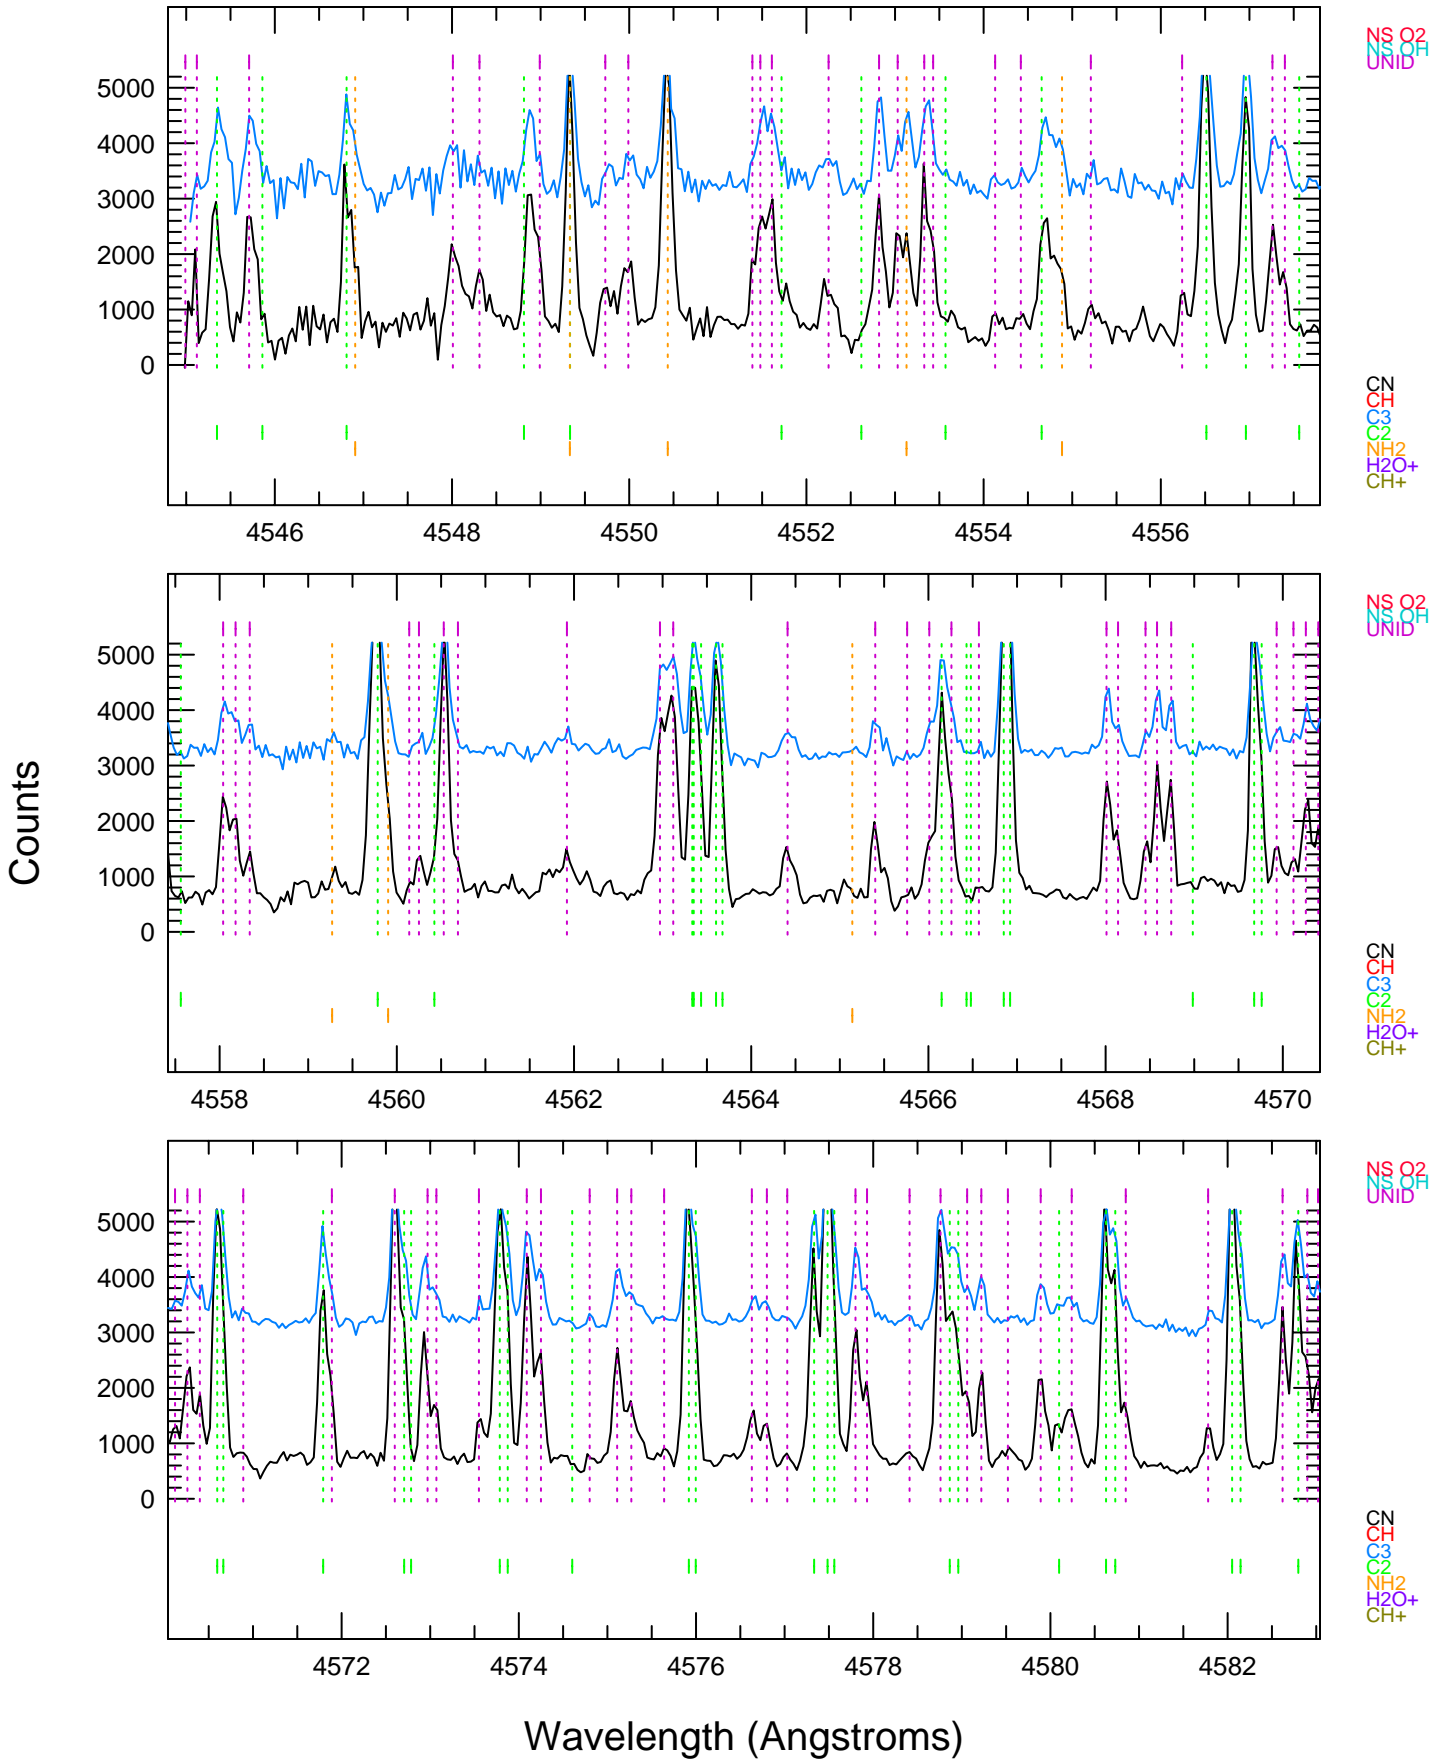 NS O2
NS OH
UNID
5000
4000
3000
2000
1000
0
CN
CH
C3
C2
NH2
H2O+
CH+
4546 4548 4550 4552 4554 4556
NS O2
NS OH
UNID
5000
4000
3000
2000
1000
0
Counts
CN
CH
C3
C2
NH2
H2O+
CH+
4558 4560 4562 4564 4566 4568 4570
NS O2
NS OH
UNID
5000
4000
3000
2000
1000
0
CN
CH
C3
C2
NH2
H2O+
CH+
4572 4574 4576 4578 4580 4582
Wavelength (Angstroms)